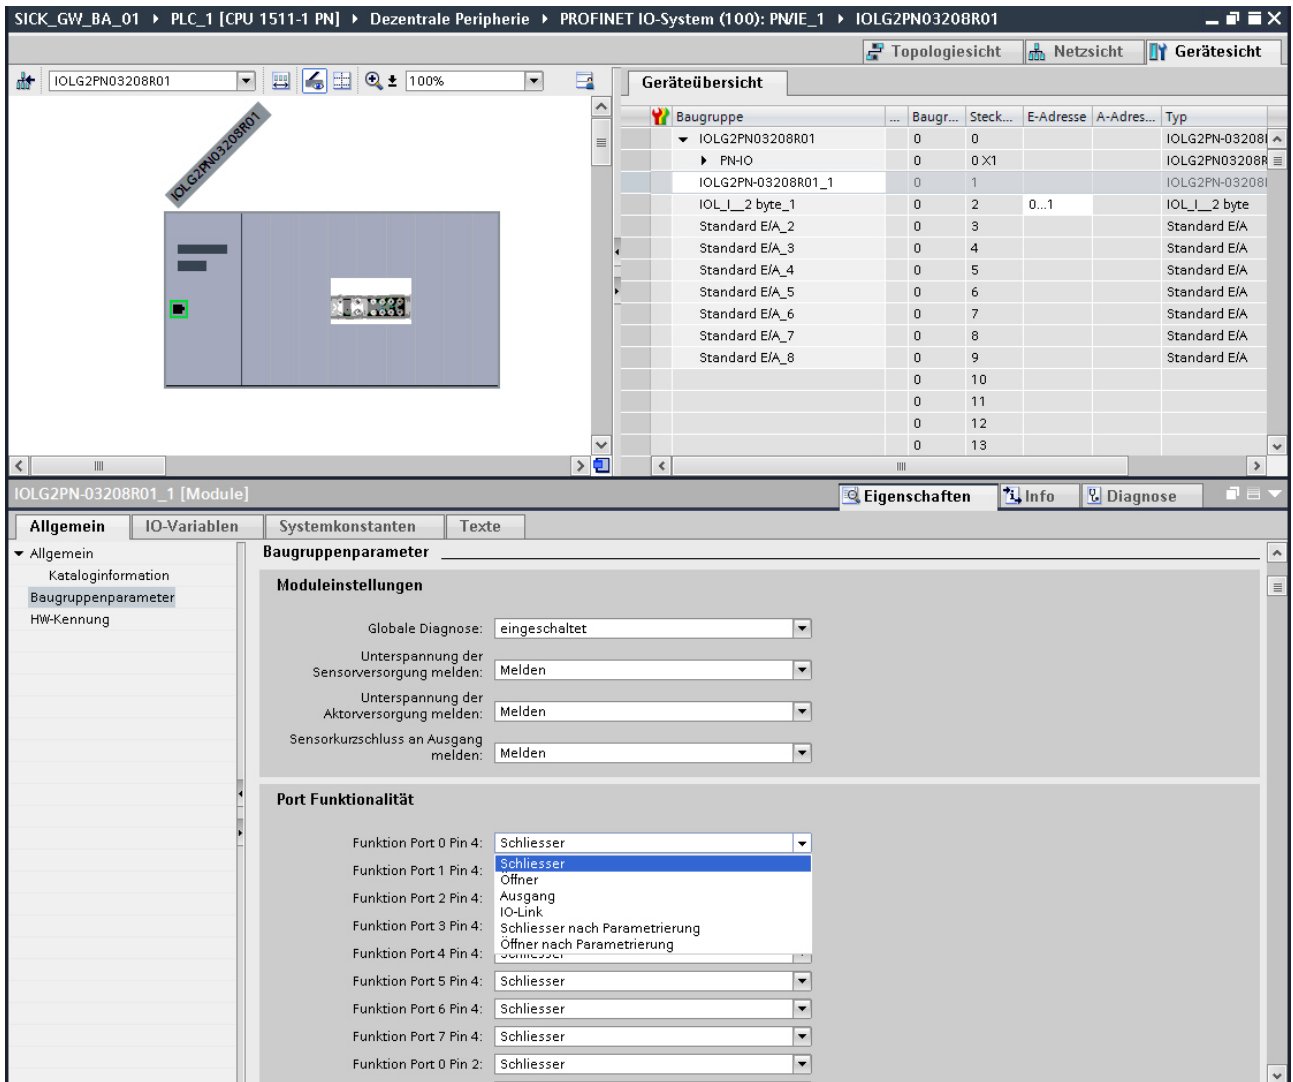 SICK_GW_BA_01 ▸ PLC_1 [CPU 1511-1 PN] ▸ Dezentrale Peripherie ▸ PROFINET IO-System (100): PN/IE_1 ▸ IOLG2PN03208R01
Topologiesicht Netzsicht Gerätesicht
IOLG2PN03208R01 100%
Geräteübersicht
Baugruppe ... Baugr... Steck... E-Adresse A-Adres... Typ
IOLG2PN03208R01 0 0 IOLG2PN-03208
PN-IO 0 0 X1 IOLG2PN03208R
IOLG2PN-03208R01_1 0 1 IOLG2PN-03208
IOL_I__2 byte_1 0 2 0...1 IOL_I__2 byte
Standard E/A_2 0 3 Standard E/A
Standard E/A_3 0 4 Standard E/A
Standard E/A_4 0 5 Standard E/A
Standard E/A_5 0 6 Standard E/A
Standard E/A_6 0 7 Standard E/A
Standard E/A_7 0 8 Standard E/A
Standard E/A_8 0 9 Standard E/A
0 10
0 11
0 12
0 13
IOLG2PN03208R01
IOLG2PN-03208R01_1 [Module]
Eigenschaften Info Diagnose
Allgemein IO-Variablen Systemkonstanten Texte
Allgemein
Kataloginformation
Baugruppenparameter
HW-Kennung
Baugruppenparameter
Moduleinstellungen
Globale Diagnose: eingeschaltet
Unterspannung der
Sensorversorgung melden: Melden
Unterspannung der
Aktorversorgung melden: Melden
Sensorkurzschluss an Ausgang
melden: Melden
Port Funktionalität
Funktion Port 0 Pin 4: Schliesser
Schliesser
Funktion Port 1 Pin 4: Öffner
Funktion Port 2 Pin 4: Ausgang
IO-Link
Funktion Port 3 Pin 4: Schliesser nach Parametrierung
Öffner nach Parametrierung
Funktion Port 4 Pin 4:
Funktion Port 5 Pin 4: Schliesser
Funktion Port 6 Pin 4: Schliesser
Funktion Port 7 Pin 4: Schliesser
Funktion Port 0 Pin 2: Schliesser